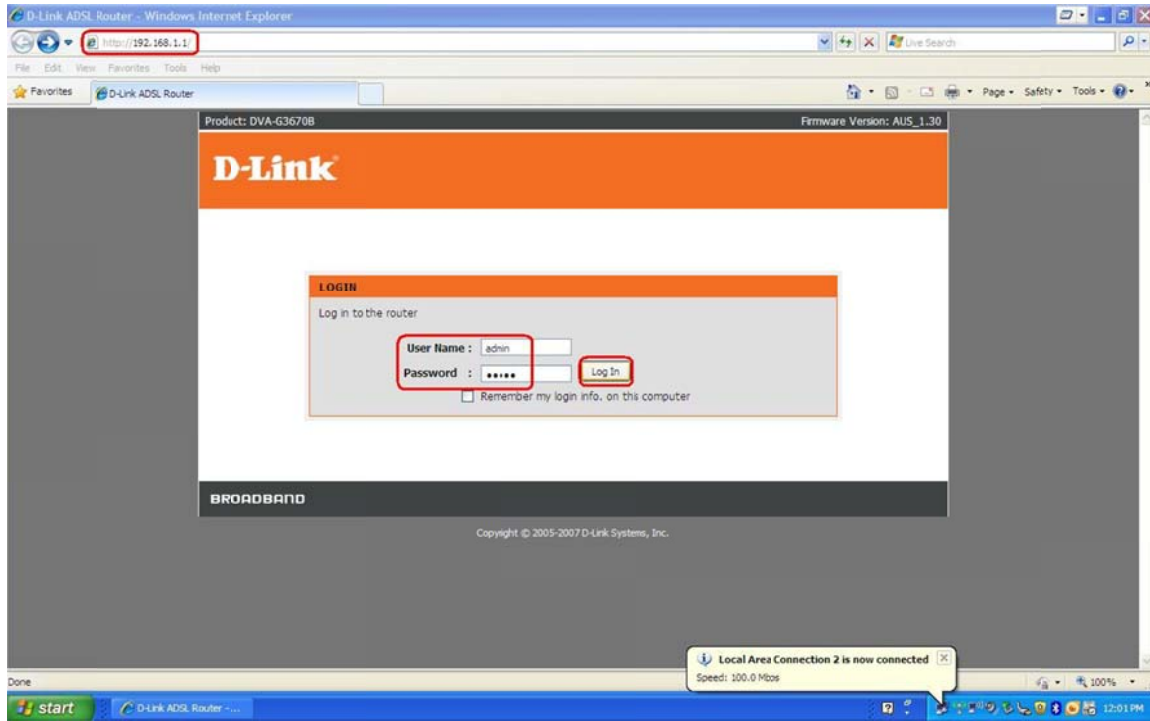 D-Link ADSL Router - Windows Internet Explorer
http://192.168.1.1/
Live Search
File Edit View Favorites Tools Help
Favorites D-Link ADSL Router Page Safety Tools
Product: DVA-G3670B Firmware Version: AUS_1.30
D-Link
LOGIN
Log in to the router
User Name : admin
Password : ••••• Log In
Remember my login info. on this computer
BROADBAND
Copyright © 2005-2007 D-Link Systems, Inc.
Local Area Connection 2 is now connected
Speed: 100.0 Mbps
Done 100%
start D-Link ADSL Router -... 12:01 PM